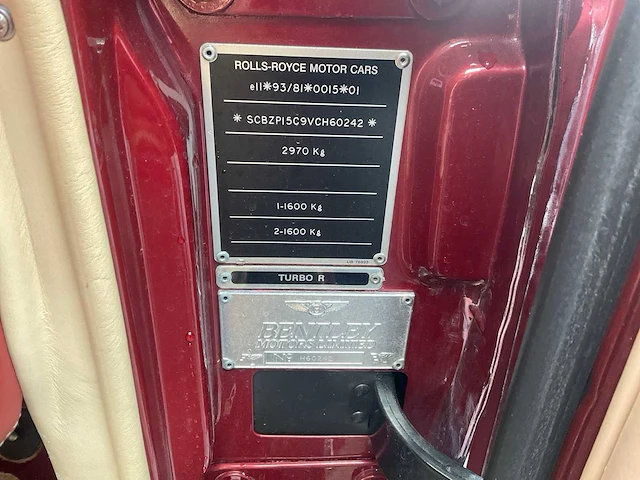 ROLLS-ROYCE MOTOR CARS
e11*93/81*0015*01
* SCBZP15C9VCH60242 *
2970 Kg
1-1600 Kg
2-1600 Kg
TURBO R
BENTLEY
MOTORS LIMITED
H60242